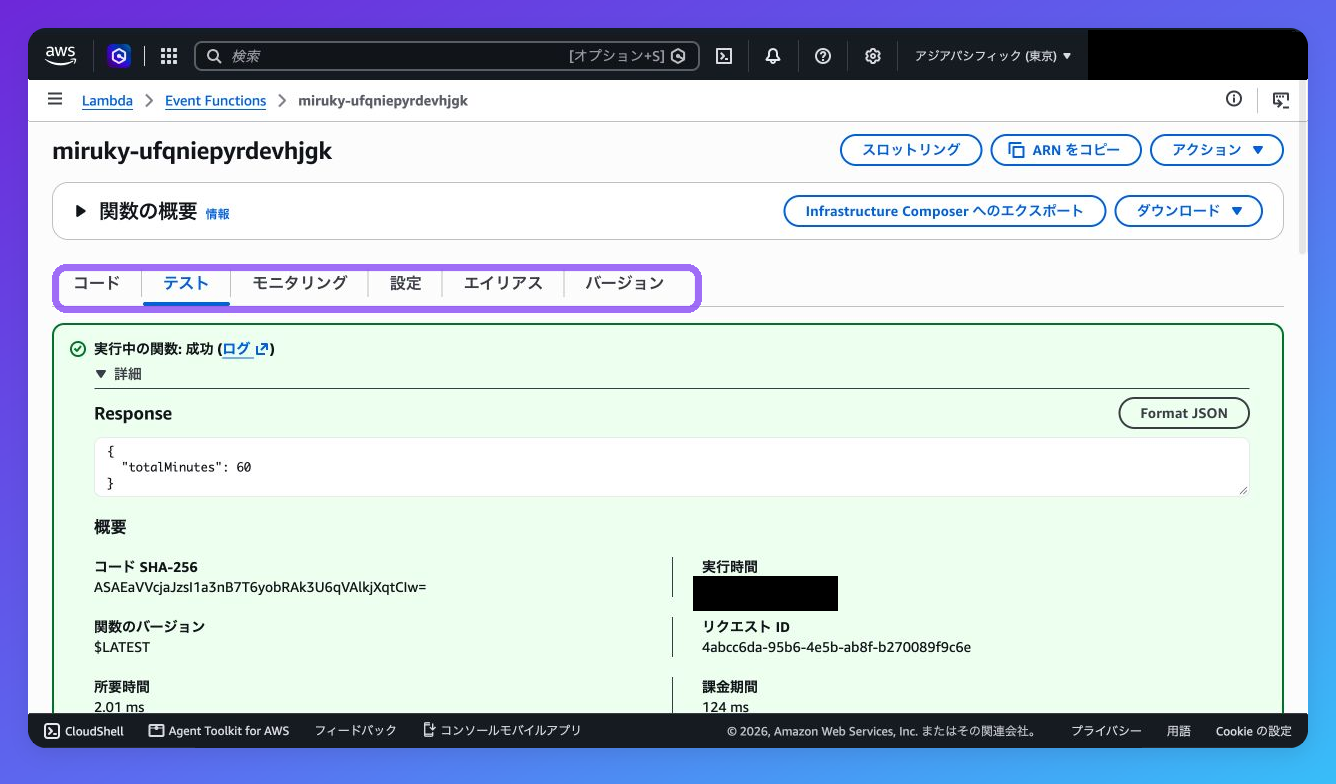 aws
検索
[オプション+S]
アジアパシフィック (東京) ▼
Lambda > Event Functions > miruky-ufqniepyrdevhjgk
miruky-ufqniepyrdevhjgk
スロットリング
ARN をコピー
アクション ▼
▶ 関数の概要 情報
Infrastructure Composer へのエクスポート
ダウンロード ▼
コード
テスト
モニタリング
設定
エイリアス
バージョン
実行中の関数: 成功 (ログ)
▼ 詳細
Response
Format JSON
{
"totalMinutes": 60
}
概要
コード SHA-256
ASAEaVVcjaJzsI1a3nB7T6yobRAk3U6qVAlkjXqtCIw=
実行時間
関数のバージョン
$LATEST
リクエスト ID
4abcc6da-95b6-4e5b-ab8f-b270089f9c6e
所要時間
2.01 ms
課金期間
124 ms
CloudShell
Agent Toolkit for AWS
フィードバック
コンソールモバイルアプリ
© 2026, Amazon Web Services, Inc. またはその関連会社。
プライバシー
用語
Cookie の設定